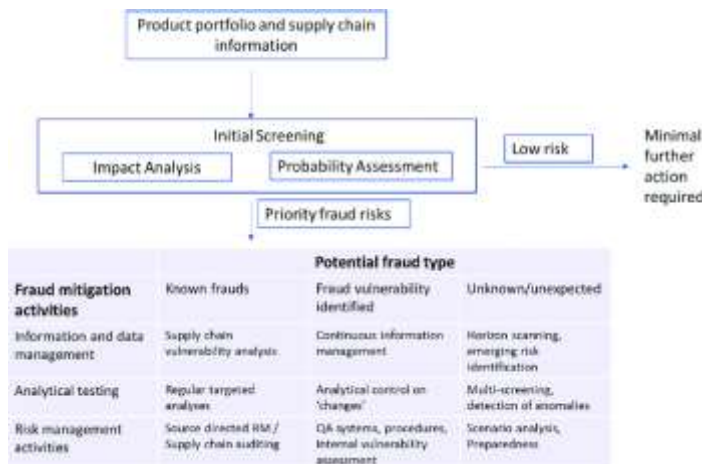 Product portfolio and supply chain
information
Initial Screening
Impact Analysis
Probability Assessment
Low risk
Minimal
further
action
required
Priority fraud risks
Potential fraud type
Fraud mitigation
activities
Known frauds
Fraud vulnerability
identified
Unknown/unexpected
Information and data
management
Supply chain
vulnerability analysis
Continuous information
management
Horizon scanning,
emerging risk
identification
Analytical testing
Regular targeted
analyses
Analytical control on
'changes'
Multi-screening,
detection of anomalies
Risk management
activities
Source directed RM /
Supply chain auditing
QA systems, procedures,
Internal vulnerability
assessment
Scenario analysis,
Preparedness